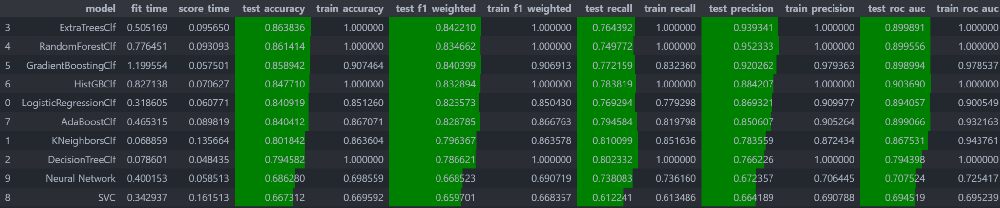 model fit_time score_time test_accuracy train_accuracy test_f1_weighted train_f1_weighted test_recall train_recall test_precision train_precision test_roc_auc train_roc_auc
3 ExtraTreesClf 0.505169 0.095650 0.863836 1.000000 0.842210 1.000000 0.764392 1.000000 0.939341 1.000000 0.899891 1.000000
4 RandomForestClf 0.776451 0.093093 0.861414 1.000000 0.834662 1.000000 0.749772 1.000000 0.952333 1.000000 0.899556 1.000000
5 GradientBoostingClf 1.199554 0.057501 0.858942 0.907464 0.840399 0.906913 0.772159 0.832360 0.920262 0.979363 0.898994 0.978537
6 HistGBClf 0.827138 0.070627 0.847710 1.000000 0.832894 1.000000 0.783819 1.000000 0.884207 1.000000 0.903690 1.000000
0 LogisticRegressionClf 0.318605 0.060771 0.840919 0.851260 0.823573 0.850430 0.769294 0.779298 0.869321 0.909977 0.894057 0.900549
7 AdaBoostClf 0.465315 0.089819 0.840412 0.867071 0.828785 0.866763 0.794584 0.819798 0.850607 0.905264 0.899066 0.932163
1 KNeighborsClf 0.068859 0.135664 0.801842 0.863604 0.796367 0.863578 0.810099 0.851636 0.783559 0.872434 0.867531 0.943761
2 DecisionTreeClf 0.078601 0.048435 0.794582 1.000000 0.786621 1.000000 0.802332 1.000000 0.766226 1.000000 0.794398 1.000000
9 Neural Network 0.400153 0.058513 0.686280 0.698559 0.668523 0.690719 0.738083 0.736160 0.672357 0.706445 0.707524 0.725417
8 SVC 0.342937 0.161513 0.667312 0.669592 0.659701 0.668357 0.612241 0.613486 0.664189 0.690788 0.694519 0.695239